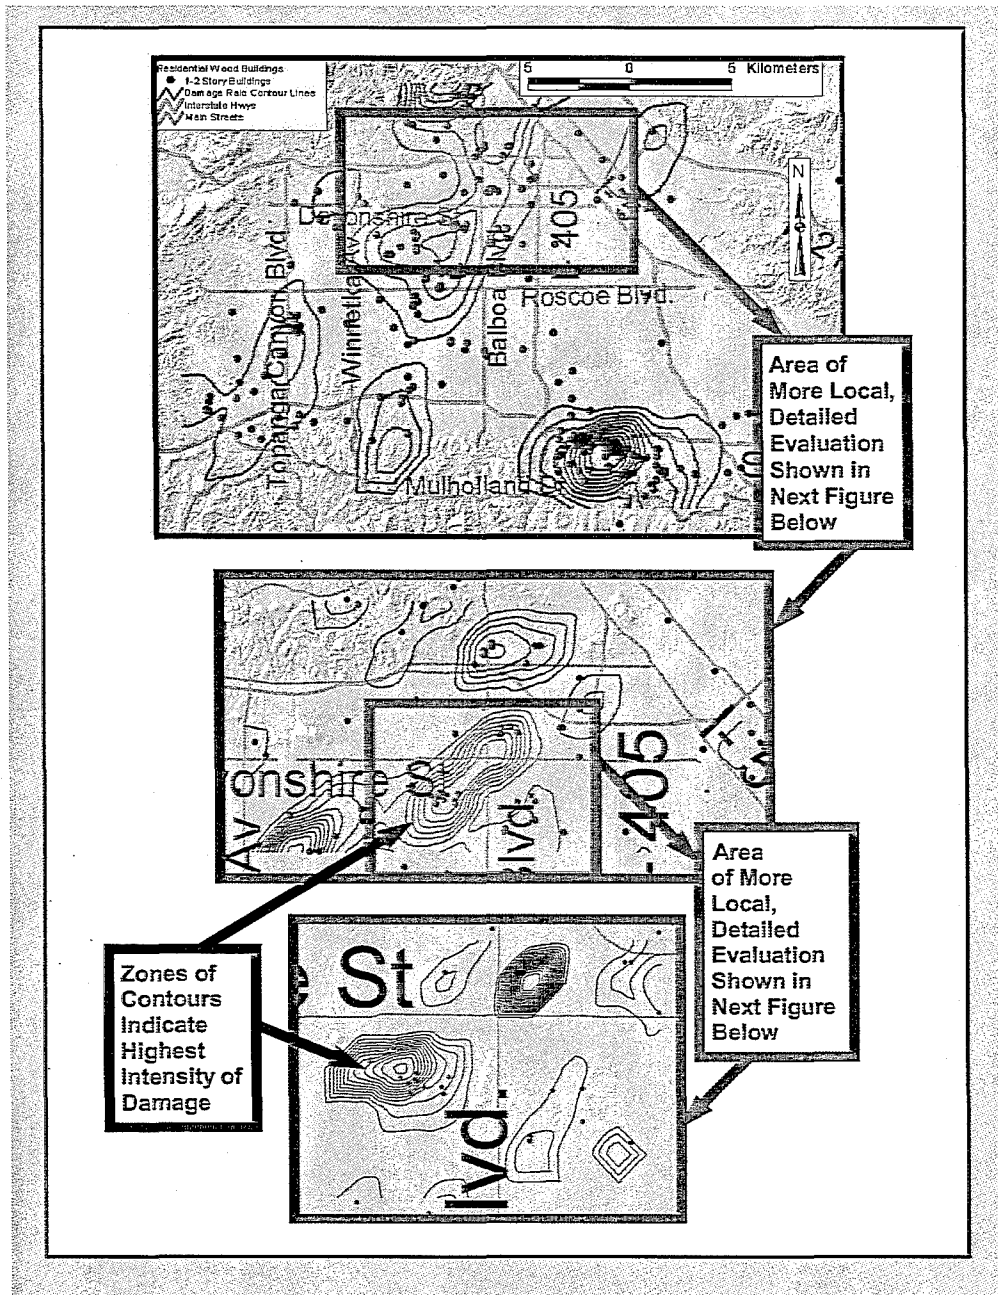 Residential Wood Buildings
1-2 Story Buildings
Damage Rate Contour Lines
Interstate Hwys
Main Streets
5 0 5 Kilometers
N
Devonshire St
405
Topanga Canyon Blvd
Winnetka Av
Balboa Blvd
Roscoe Blvd.
Mulholland D
Area of
More Local,
Detailed
Evaluation
Shown in
Next Figure
Below
vonshire St
Av
lvd
- 405
Area
of More
Local,
Detailed
Evaluation
Shown in
Next Figure
Below
Zones of
Contours
Indicate
Highest
Intensity of
Damage
e St
lvd.